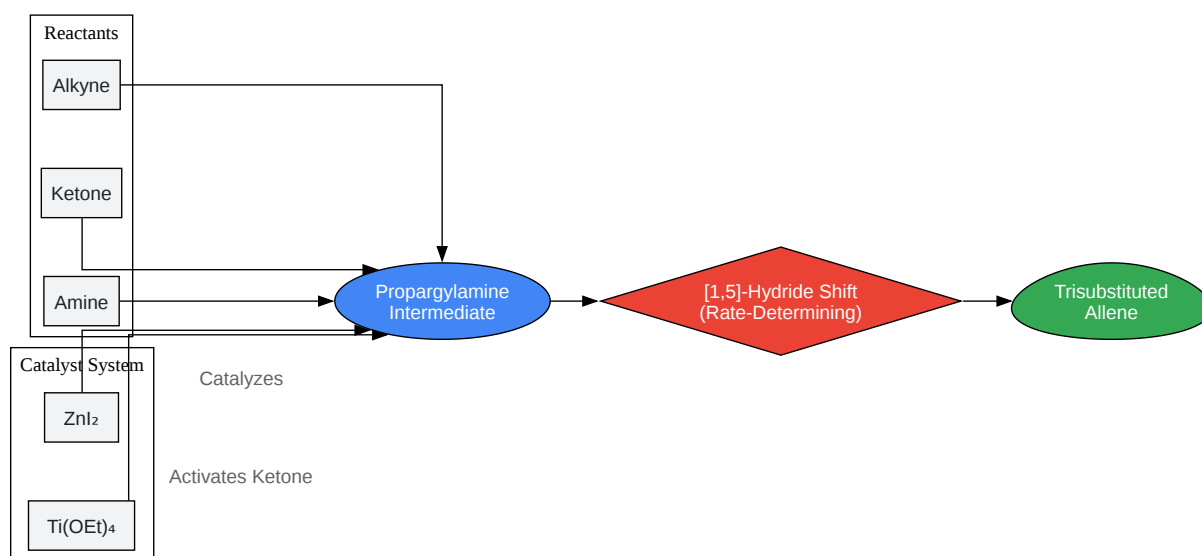 Reactants
Alkyne
Ketone
Amine
Propargylamine
Intermediate
[1,5]-Hydride Shift
(Rate-Determining)
Trisubstituted
Allene
Catalyst System
Catalyzes
ZnI₂
Activates Ketone
Ti(OEt)₄